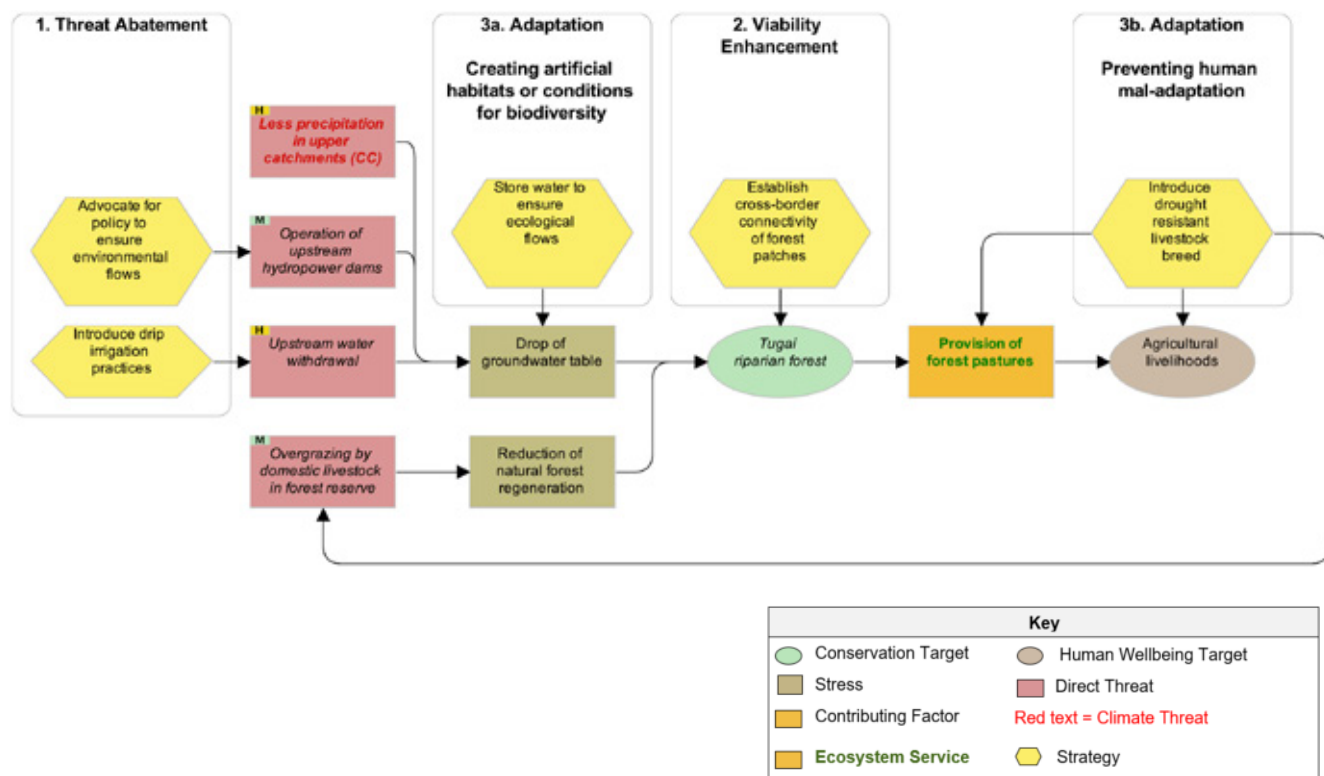 1. Threat Abatement
3a. Adaptation
Creating artificial
habitats or conditions
for biodiversity
2. Viability
Enhancement
3b. Adaptation
Preventing human
mal-adaptation
H
Less precipitation
in upper
catchments (CC)
Advocate for
policy to
ensure
environmental
flows
M
Operation of
upstream
hydropower dams
Store water to
ensure
ecological
flows
Establish
cross-border
connectivity
of forest
patches
Introduce
drought
resistant
livestock
breed
Introduce drip
irrigation
practices
H
Upstream water
withdrawal
Drop of
groundwater table
Tugai
riparian forest
Provision of
forest pastures
Agricultural
livelihoods
M
Overgrazing by
domestic livestock
in forest reserve
Reduction of
natural forest
regeneration
Key
Conservation Target
Human Wellbeing Target
Stress
Direct Threat
Contributing Factor
Red text = Climate Threat
Ecosystem Service
Strategy